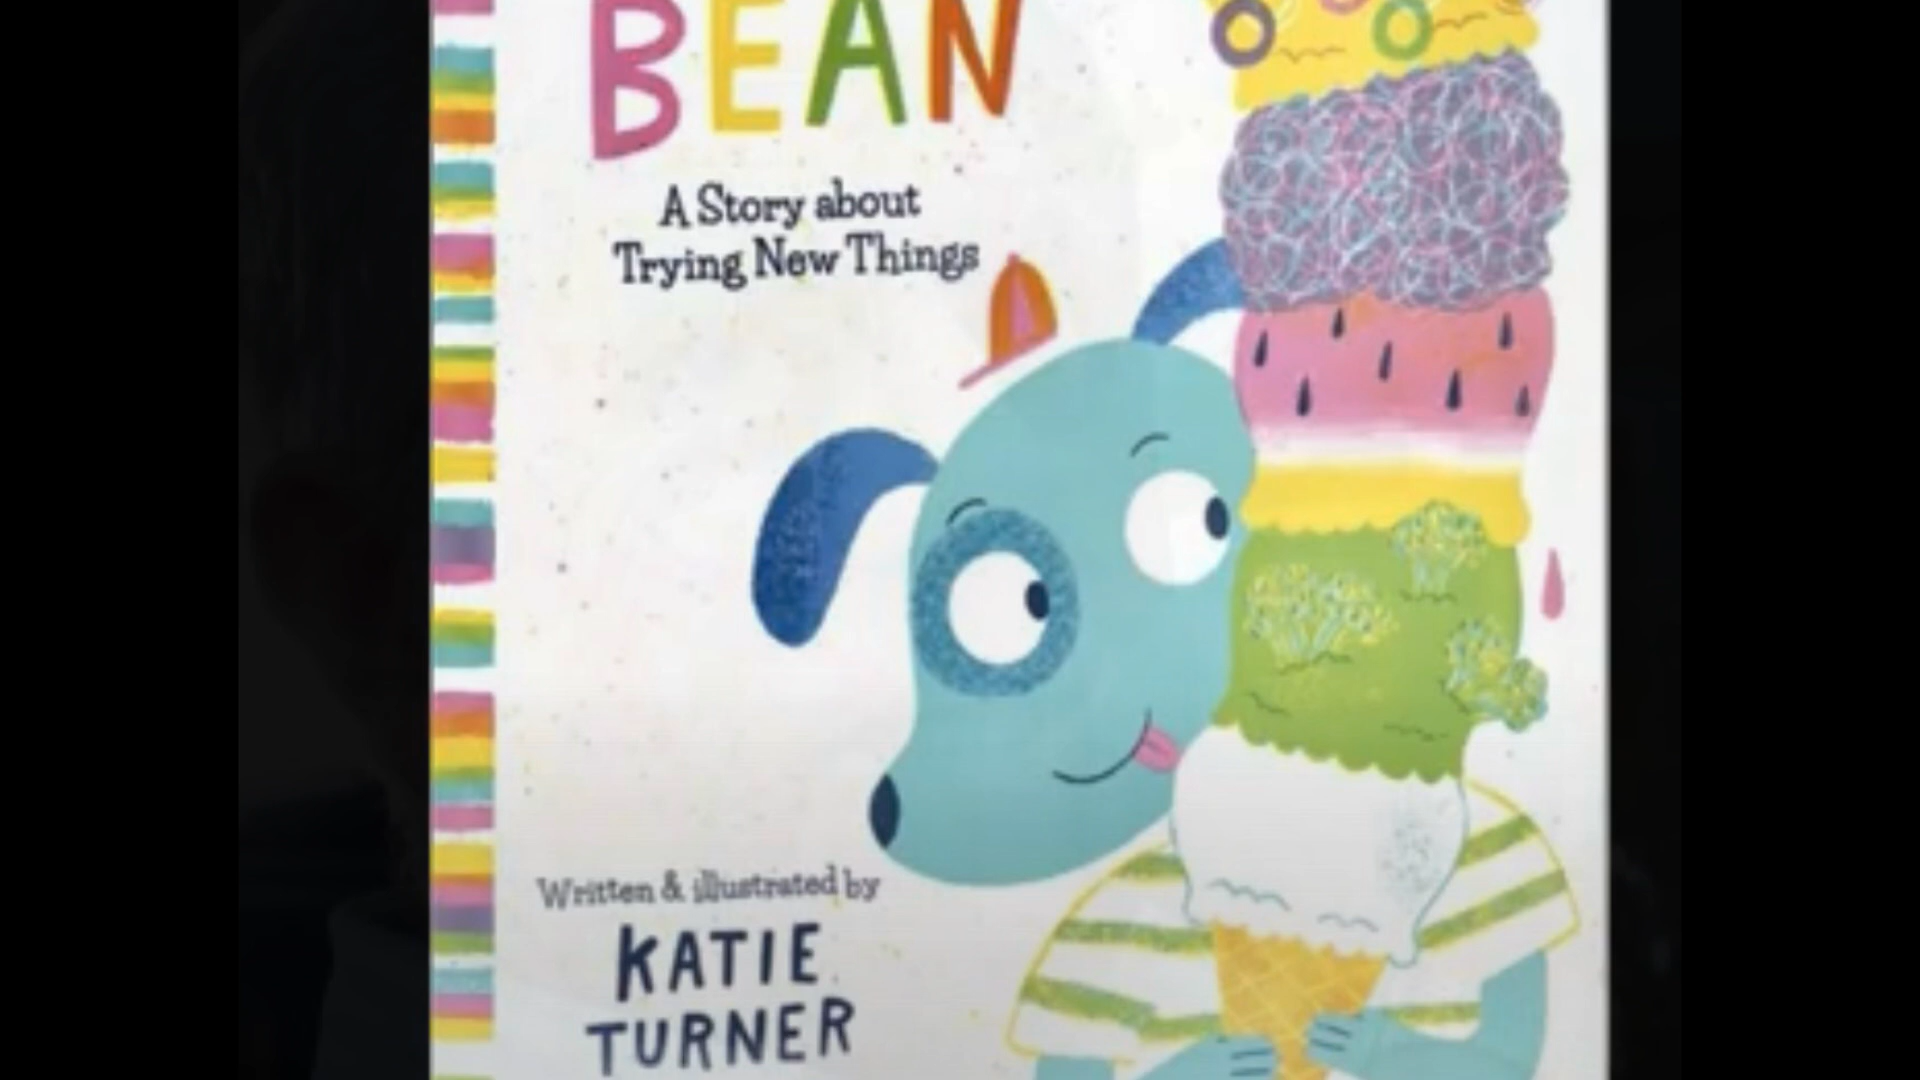 BEAN
A Story about
Trying New Things
Written & illustrated by
KATIE
TURNER